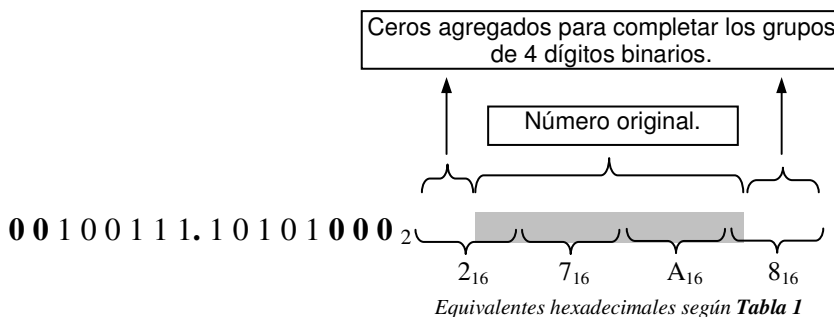 Ceros agregados para completar los grupos
de 4 dígitos binarios.
Número original.
0 0 1 0 0 1 1 1. 1 0 1 0 1 0 0 0 2
2₁₆ 7₁₆ A₁₆ 8₁₆
Equivalentes hexadecimales según Tabla 1